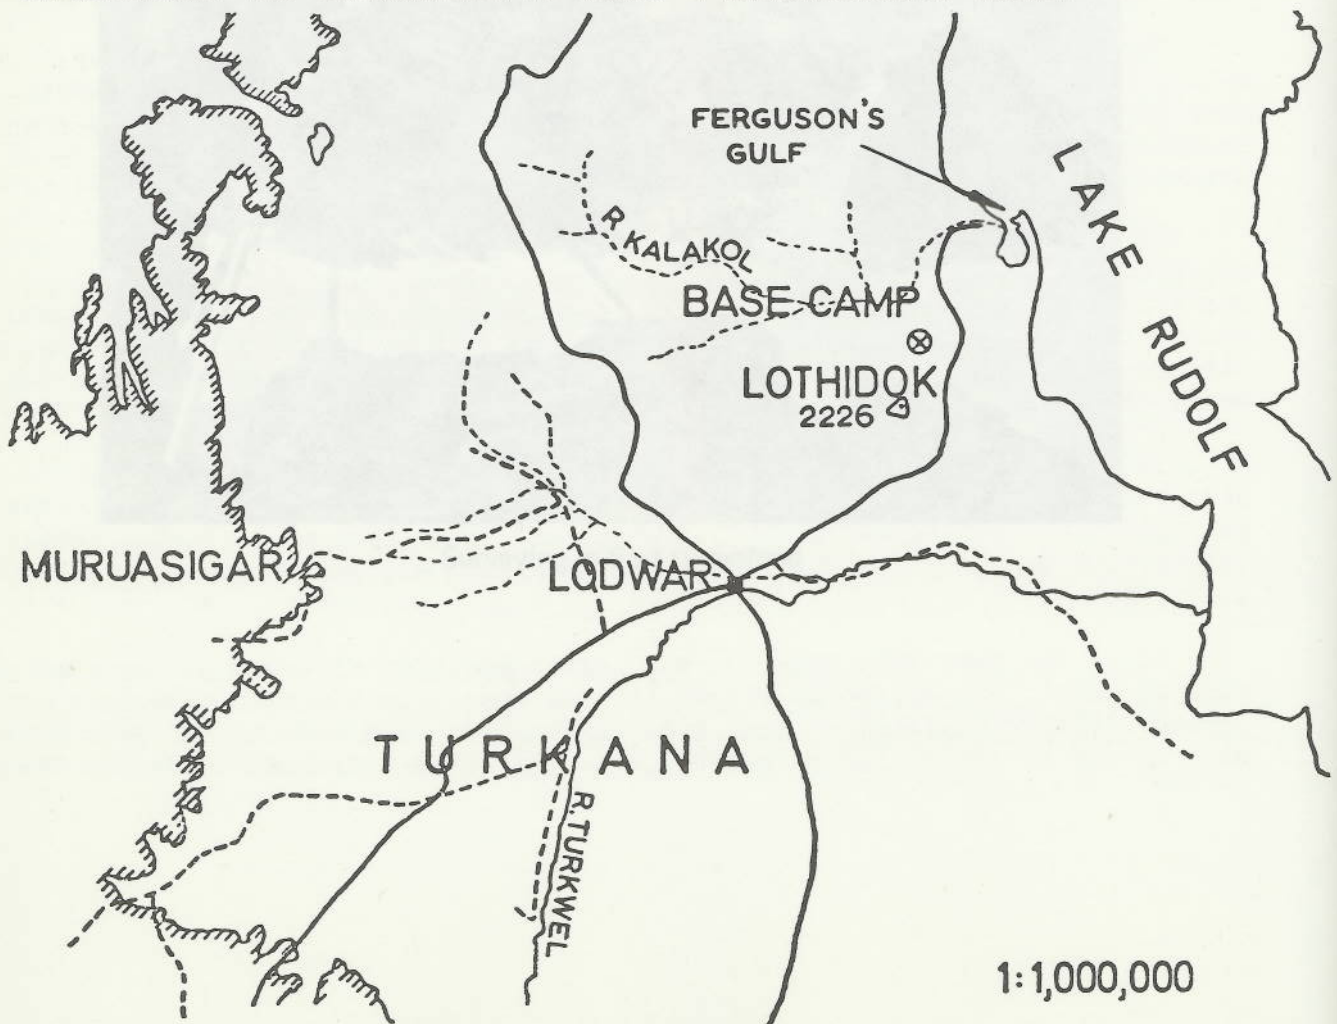 FERGUSON'S
GULF
LAKE RUDOLF
R KALAKOL
BASE CAMP
LOTHIDOK
2226
MURUASIGAR
LODWAR
TURKANA
R. TURKWEL
1:1,000,000